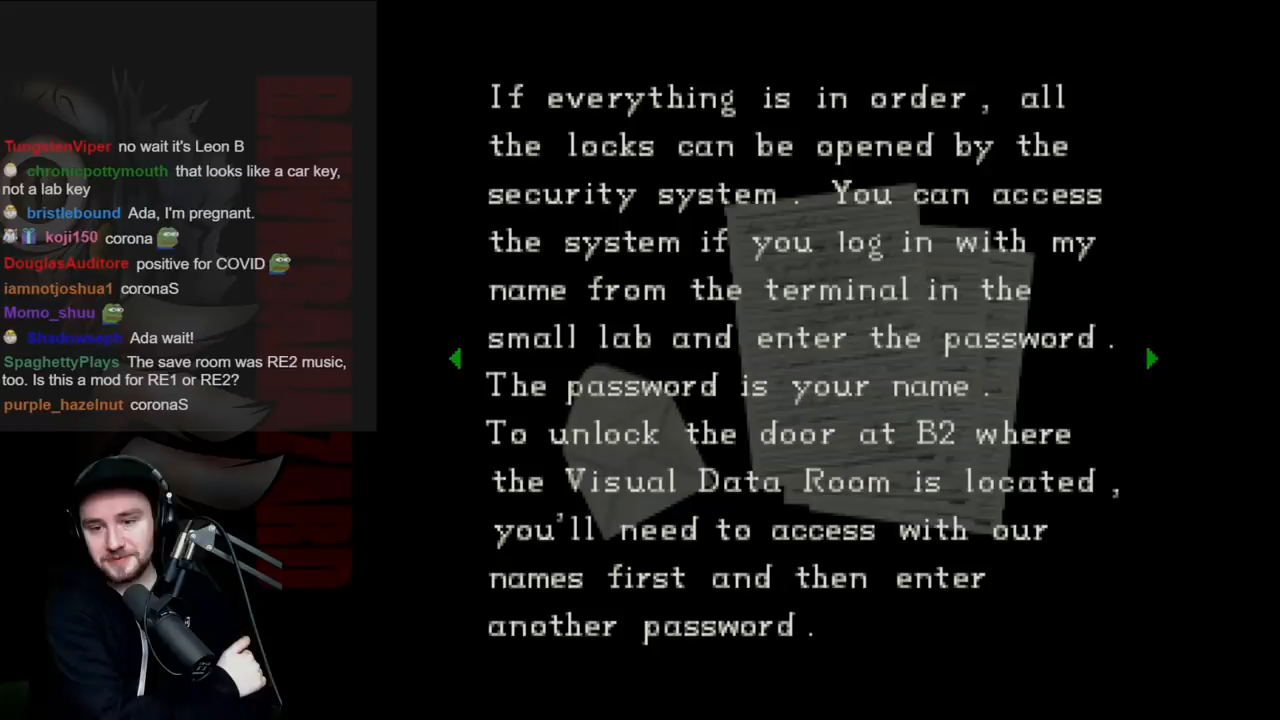 TungstenViper no wait it's Leon B
chronicpottymouth that looks like a car key,
not a lab key
bristlebound Ada, I'm pregnant.
koji150 corona
DouglasAuditore positive for COVID
iamnotjoshua1 coronaS
Momo_shuu
Shadowseph Ada wait!
SpaghettyPlays The save room was RE2 music,
too. Is this a mod for RE1 or RE2?
purple_hazelnut coronaS
If everything is in order, all
the locks can be opened by the
security system. You can access
the system if you log in with my
name from the terminal in the
small lab and enter the password.
The password is your name.
To unlock the door at B2 where
the Visual Data Room is located,
you'll need to access with our
names first and then enter
another password.